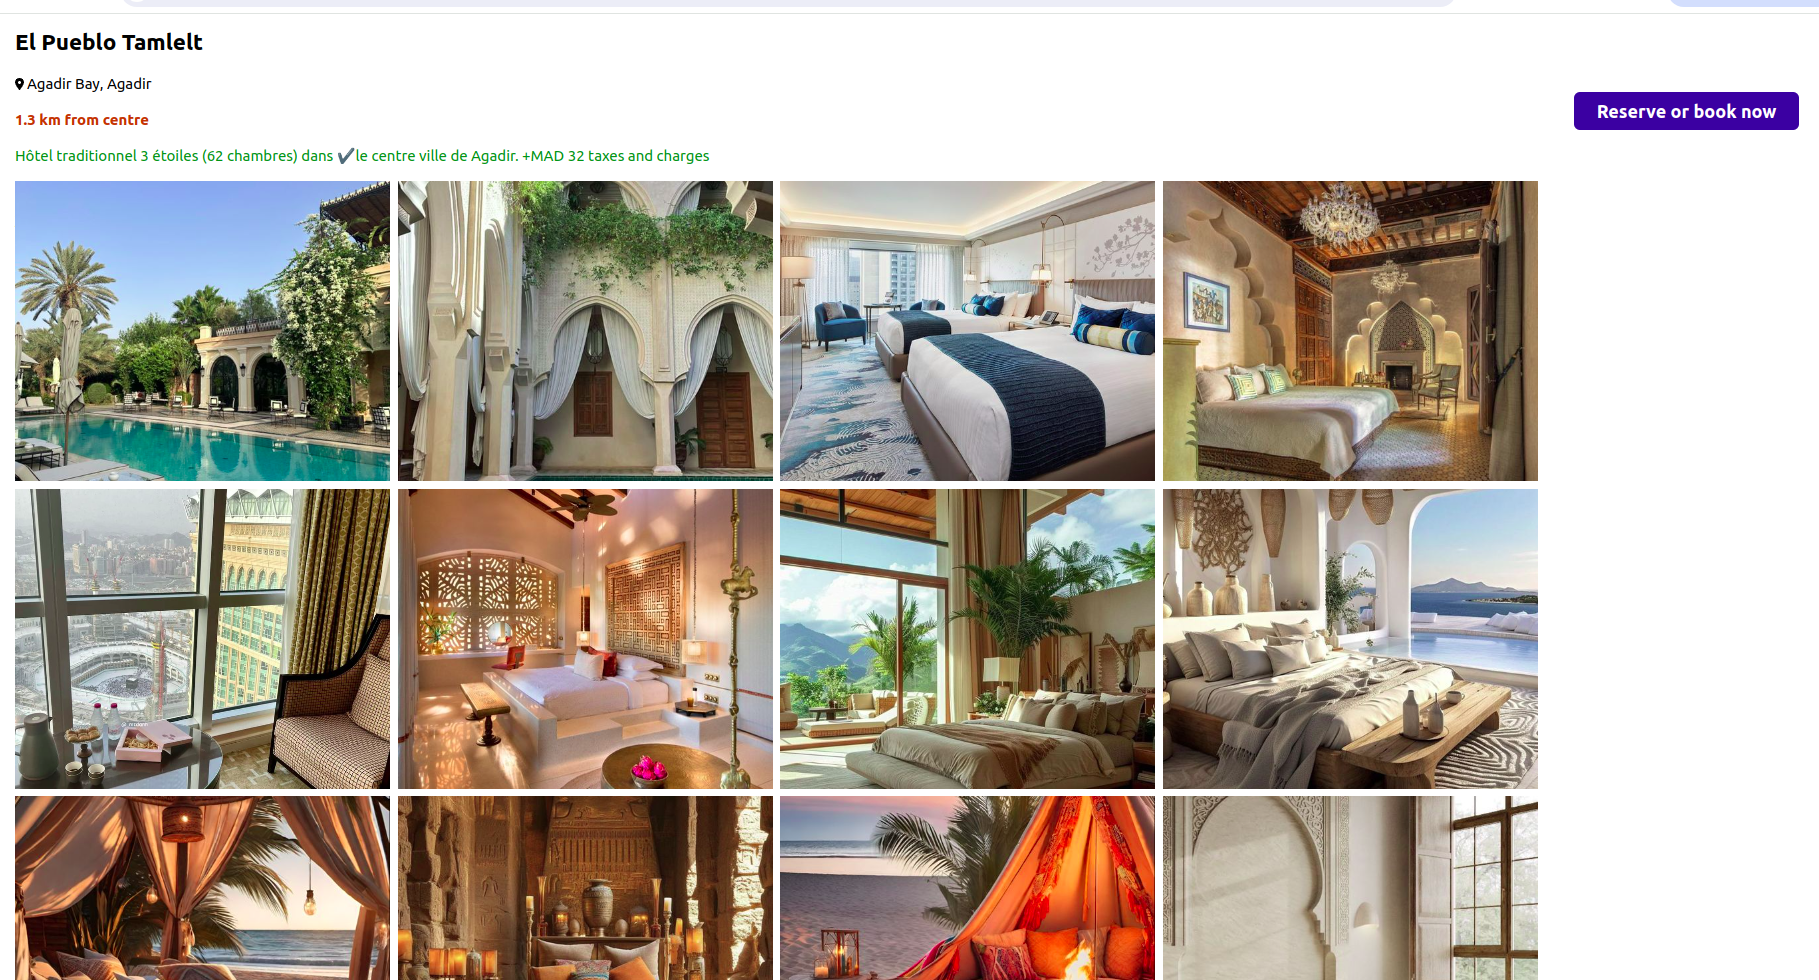 El Pueblo Tamlelt
Agadir Bay, Agadir
1.3 km from centre
Reserve or book now
Hôtel traditionnel 3 étoiles (62 chambres) dans ✔le centre ville de Agadir. +MAD 32 taxes and charges